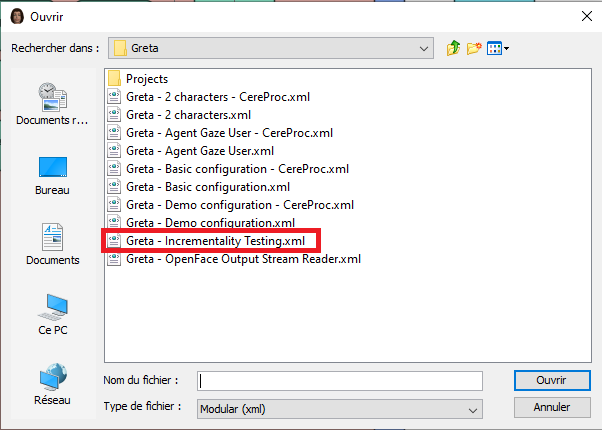 Ouvrir
Rechercher dans :
Greta
Documents r...
Bureau
Documents
Ce PC
Réseau
Projects
Greta - 2 characters - CereProc.xml
Greta - 2 characters.xml
Greta - Agent Gaze User - CereProc.xml
Greta - Agent Gaze User.xml
Greta - Basic configuration - CereProc.xml
Greta - Basic configuration.xml
Greta - Demo configuration - CereProc.xml
Greta - Demo configuration.xml
Greta - Incrementality Testing.xml
Greta - OpenFace Output Stream Reader.xml
Nom du fichier :
Ouvrir
Type de fichier :
Modular (xml)
Annuler